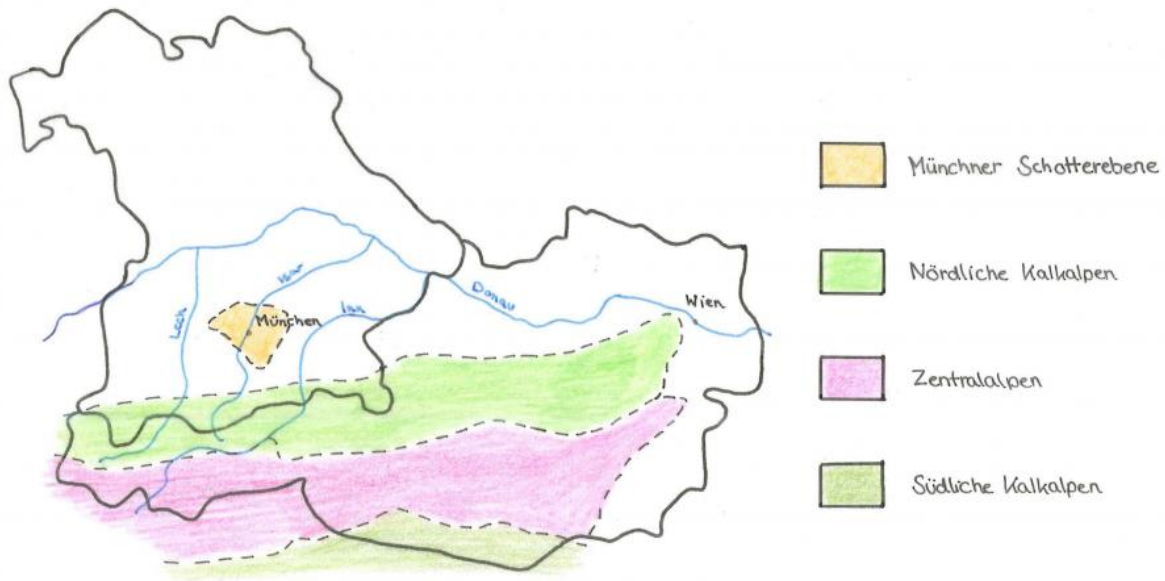 Münchner Schotterebene
Nördliche Kalkalpen
Zentralalpen
Südliche Kalkalpen
Lech
Isar
München
Inn
Donau
Wien